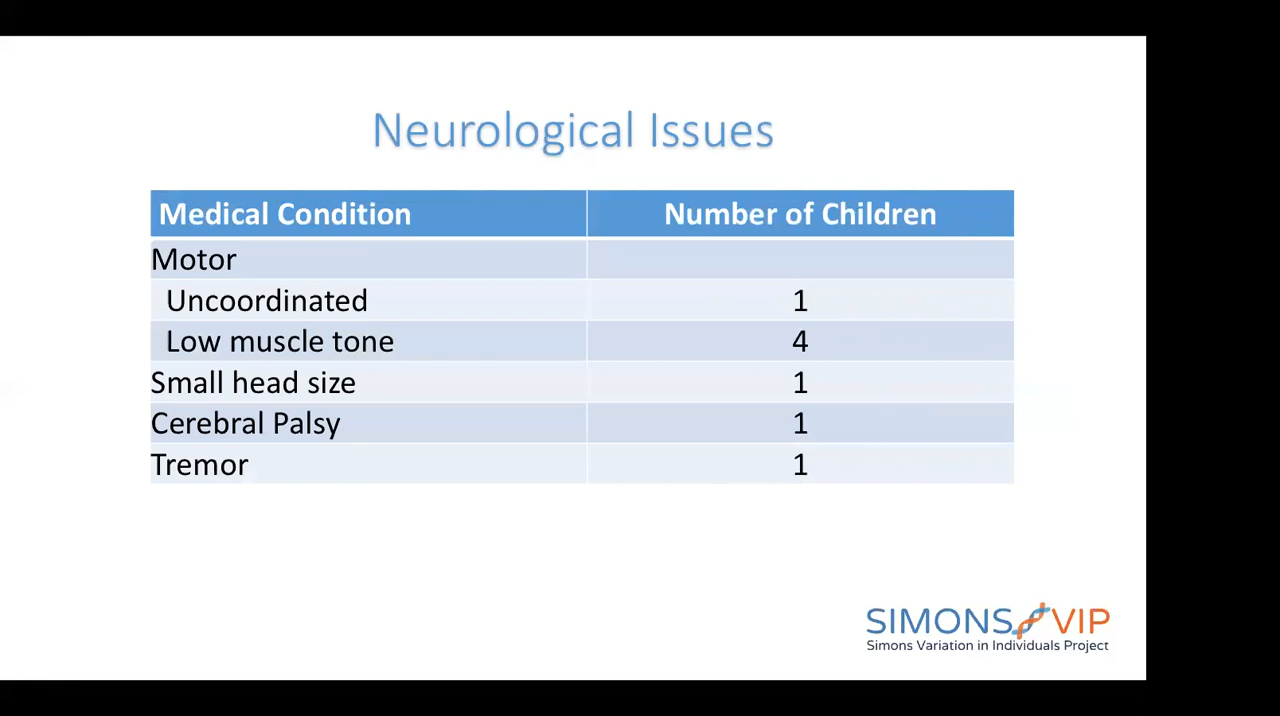 Neurological Issues
Medical Condition Number of Children
Motor
Uncoordinated 1
Low muscle tone 4
Small head size 1
Cerebral Palsy 1
Tremor 1
SIMONS VIP
Simons Variation in Individuals Project